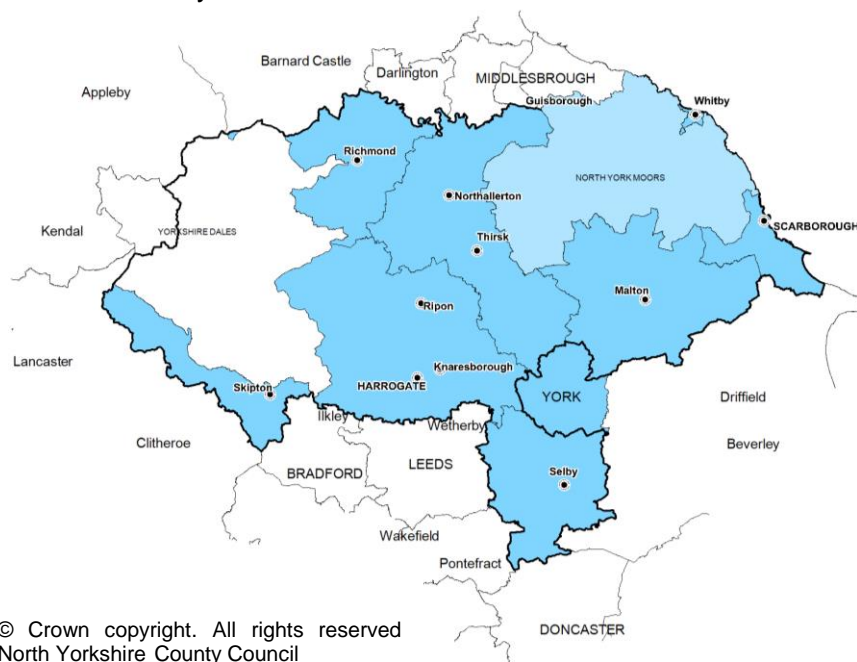 Barnard Castle
Darlington
MIDDLESBROUGH
Appleby
Guisborough
Whitby
Richmond
NORTH YORK MOORS
Northallerton
Kendal
YORKSHIRE DALES
SCARBOROUGH
Thirsk
Malton
Ripon
Lancaster
Knaresborough
HARROGATE
Skipton
YORK
Driffield
Ilkley
Wetherby
Clitheroe
Beverley
LEEDS
BRADFORD
Selby
Wakefield
Pontefract
© Crown copyright. All rights reserved
North Yorkshire County Council
DONCASTER